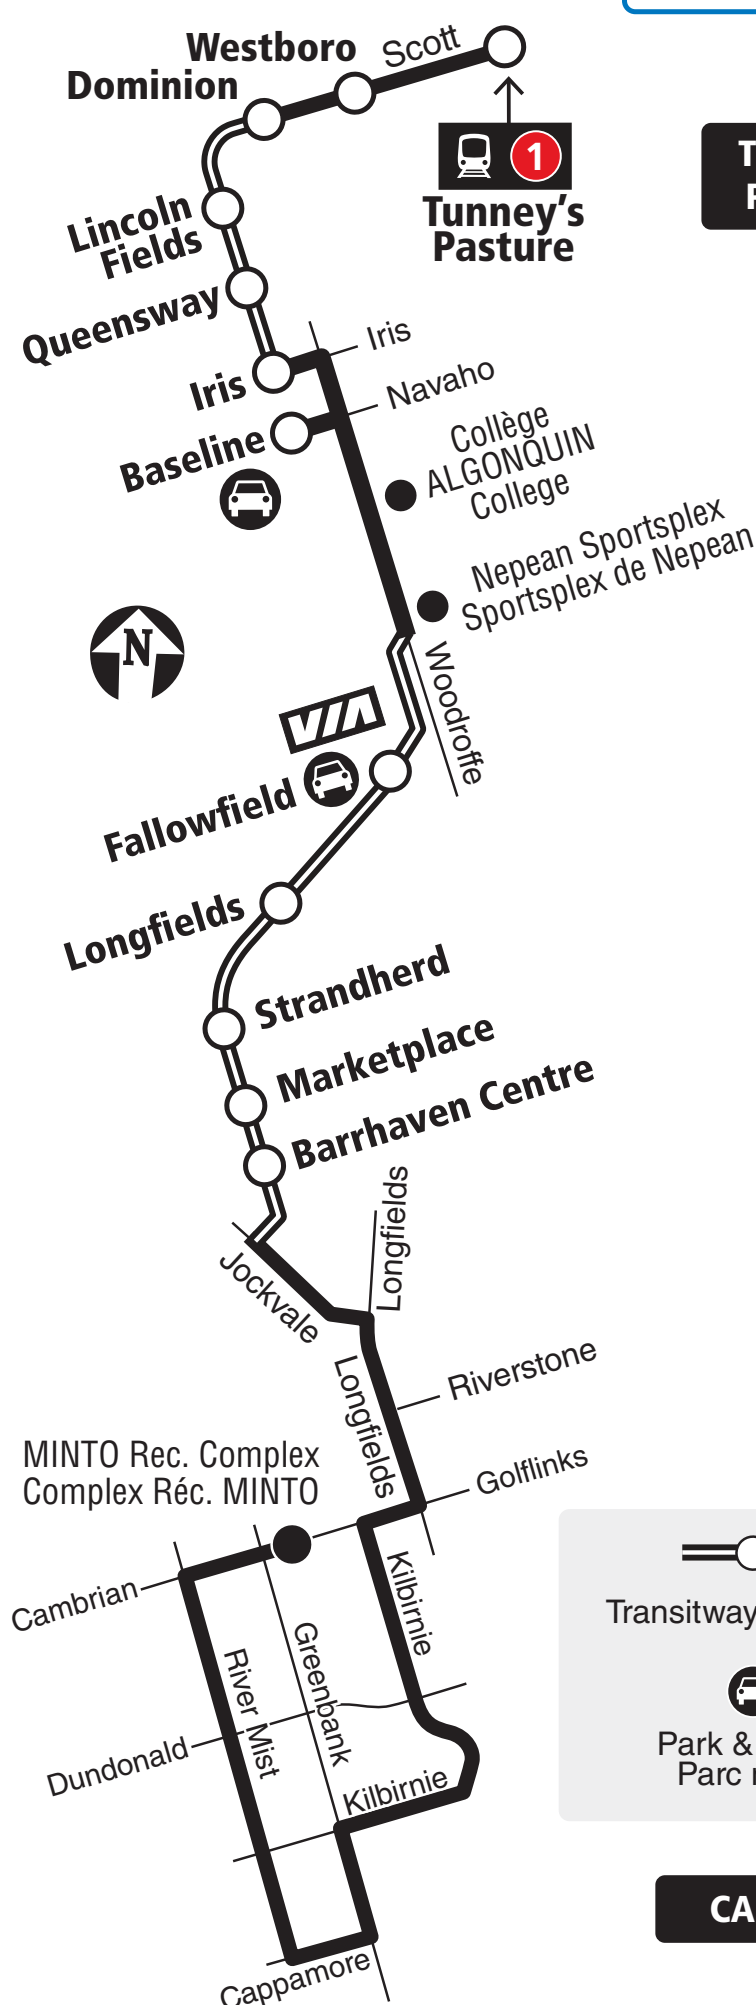 Westboro
Scott
Dominion
1
Tunney's
Pasture
Lincoln
Fields
Queensway
Iris
Iris
Navaho
Baseline
Collège
ALGONQUIN
College
Nepean Sportsplex
Sportsplex de Nepean
N
Woodroffe
VIA
Fallowfield
Longfields
Strandherd
Marketplace
Barrhaven Centre
Longfields
Jockvale
Longfields
Riverstone
MINTO Rec. Complex
Complex Réc. MINTO
Golflinks
Cambrian
Kilbirnie
Greenbank
River Mist
Transitway
Dundonald
Park &
Parc
Kilbirnie
CA
Cappamore